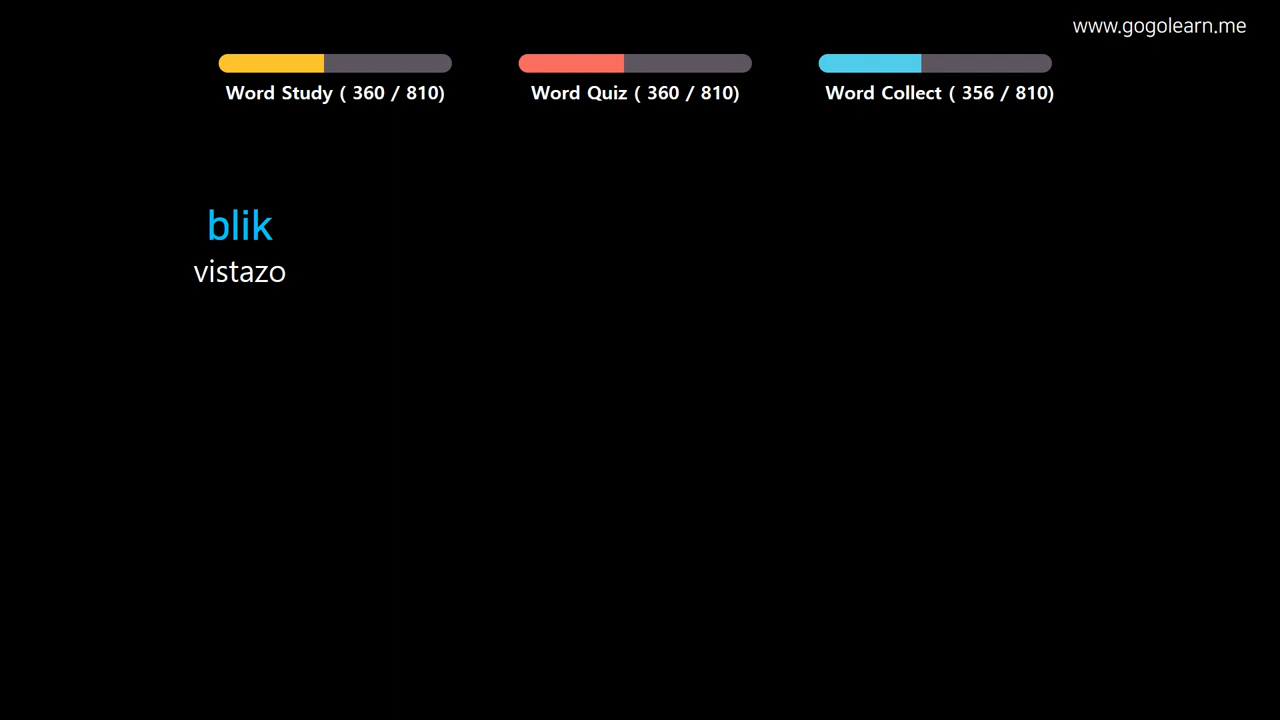 www.gogolearn.me
Word Study ( 360 / 810)
Word Quiz ( 360 / 810)
Word Collect ( 356 / 810)
blik
vistazo